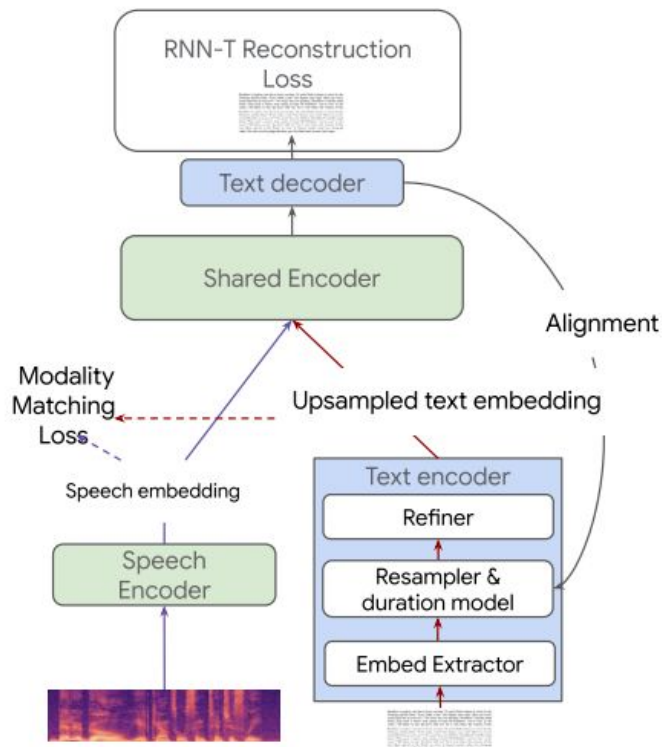 RNN-T Reconstruction
Loss
Text decoder
Shared Encoder
Alignment
Modality
Matching
Loss
Upsampled text embedding
Speech embedding
Text encoder
Refiner
Speech
Encoder
Resampler &
duration model
Embed Extractor